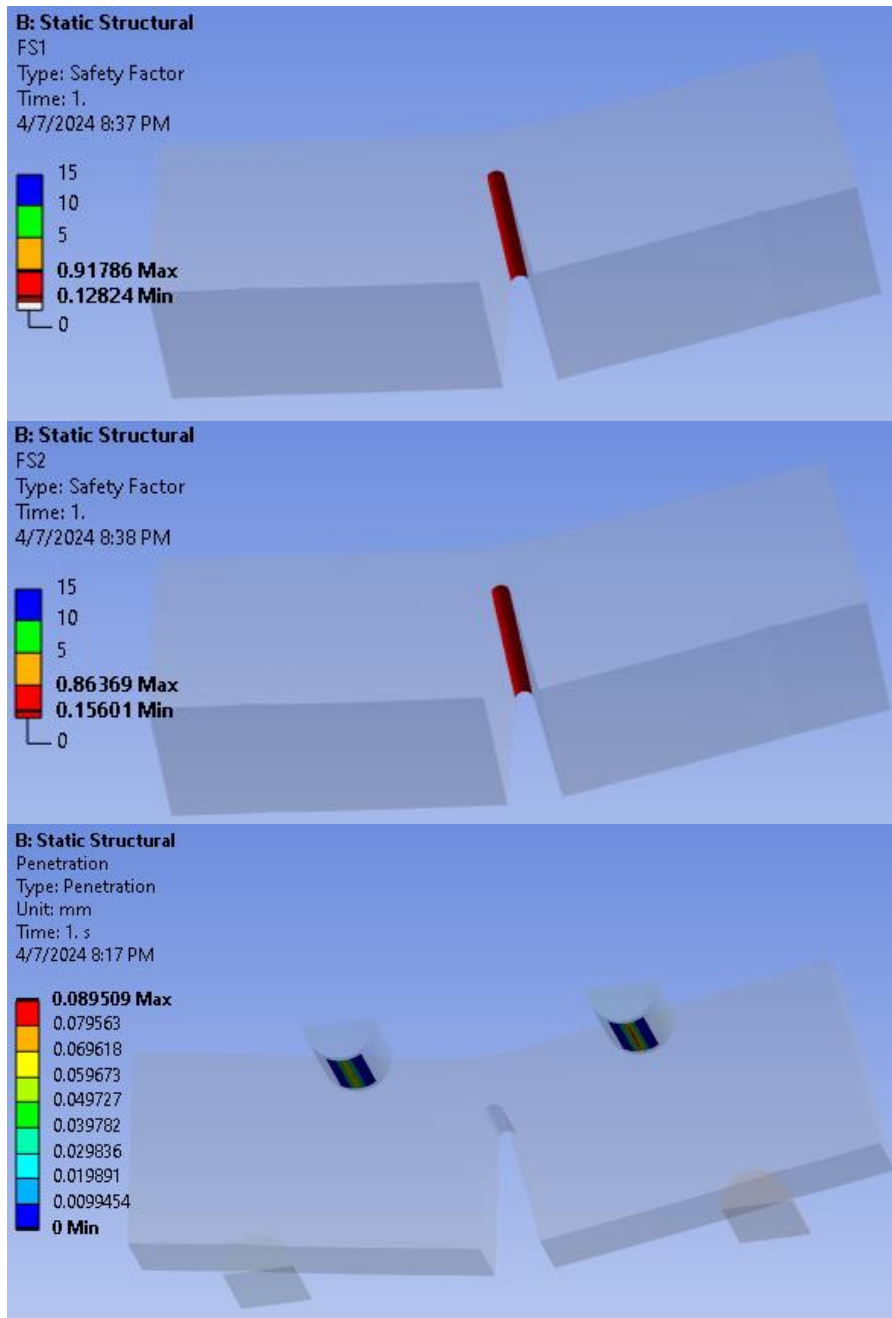 B: Static Structural
FS1
Type: Safety Factor
Time: 1.
4/7/2024 8:37 PM
15
10
5
0.91786 Max
0.12824 Min
0
B: Static Structural
FS2
Type: Safety Factor
Time: 1.
4/7/2024 8:38 PM
15
10
5
0.86369 Max
0.15601 Min
0
B: Static Structural
Penetration
Type: Penetration
Unit: mm
Time: 1. s
4/7/2024 8:17 PM
0.089509 Max
0.079563
0.069618
0.059673
0.049727
0.039782
0.029836
0.019891
0.0099454
0 Min